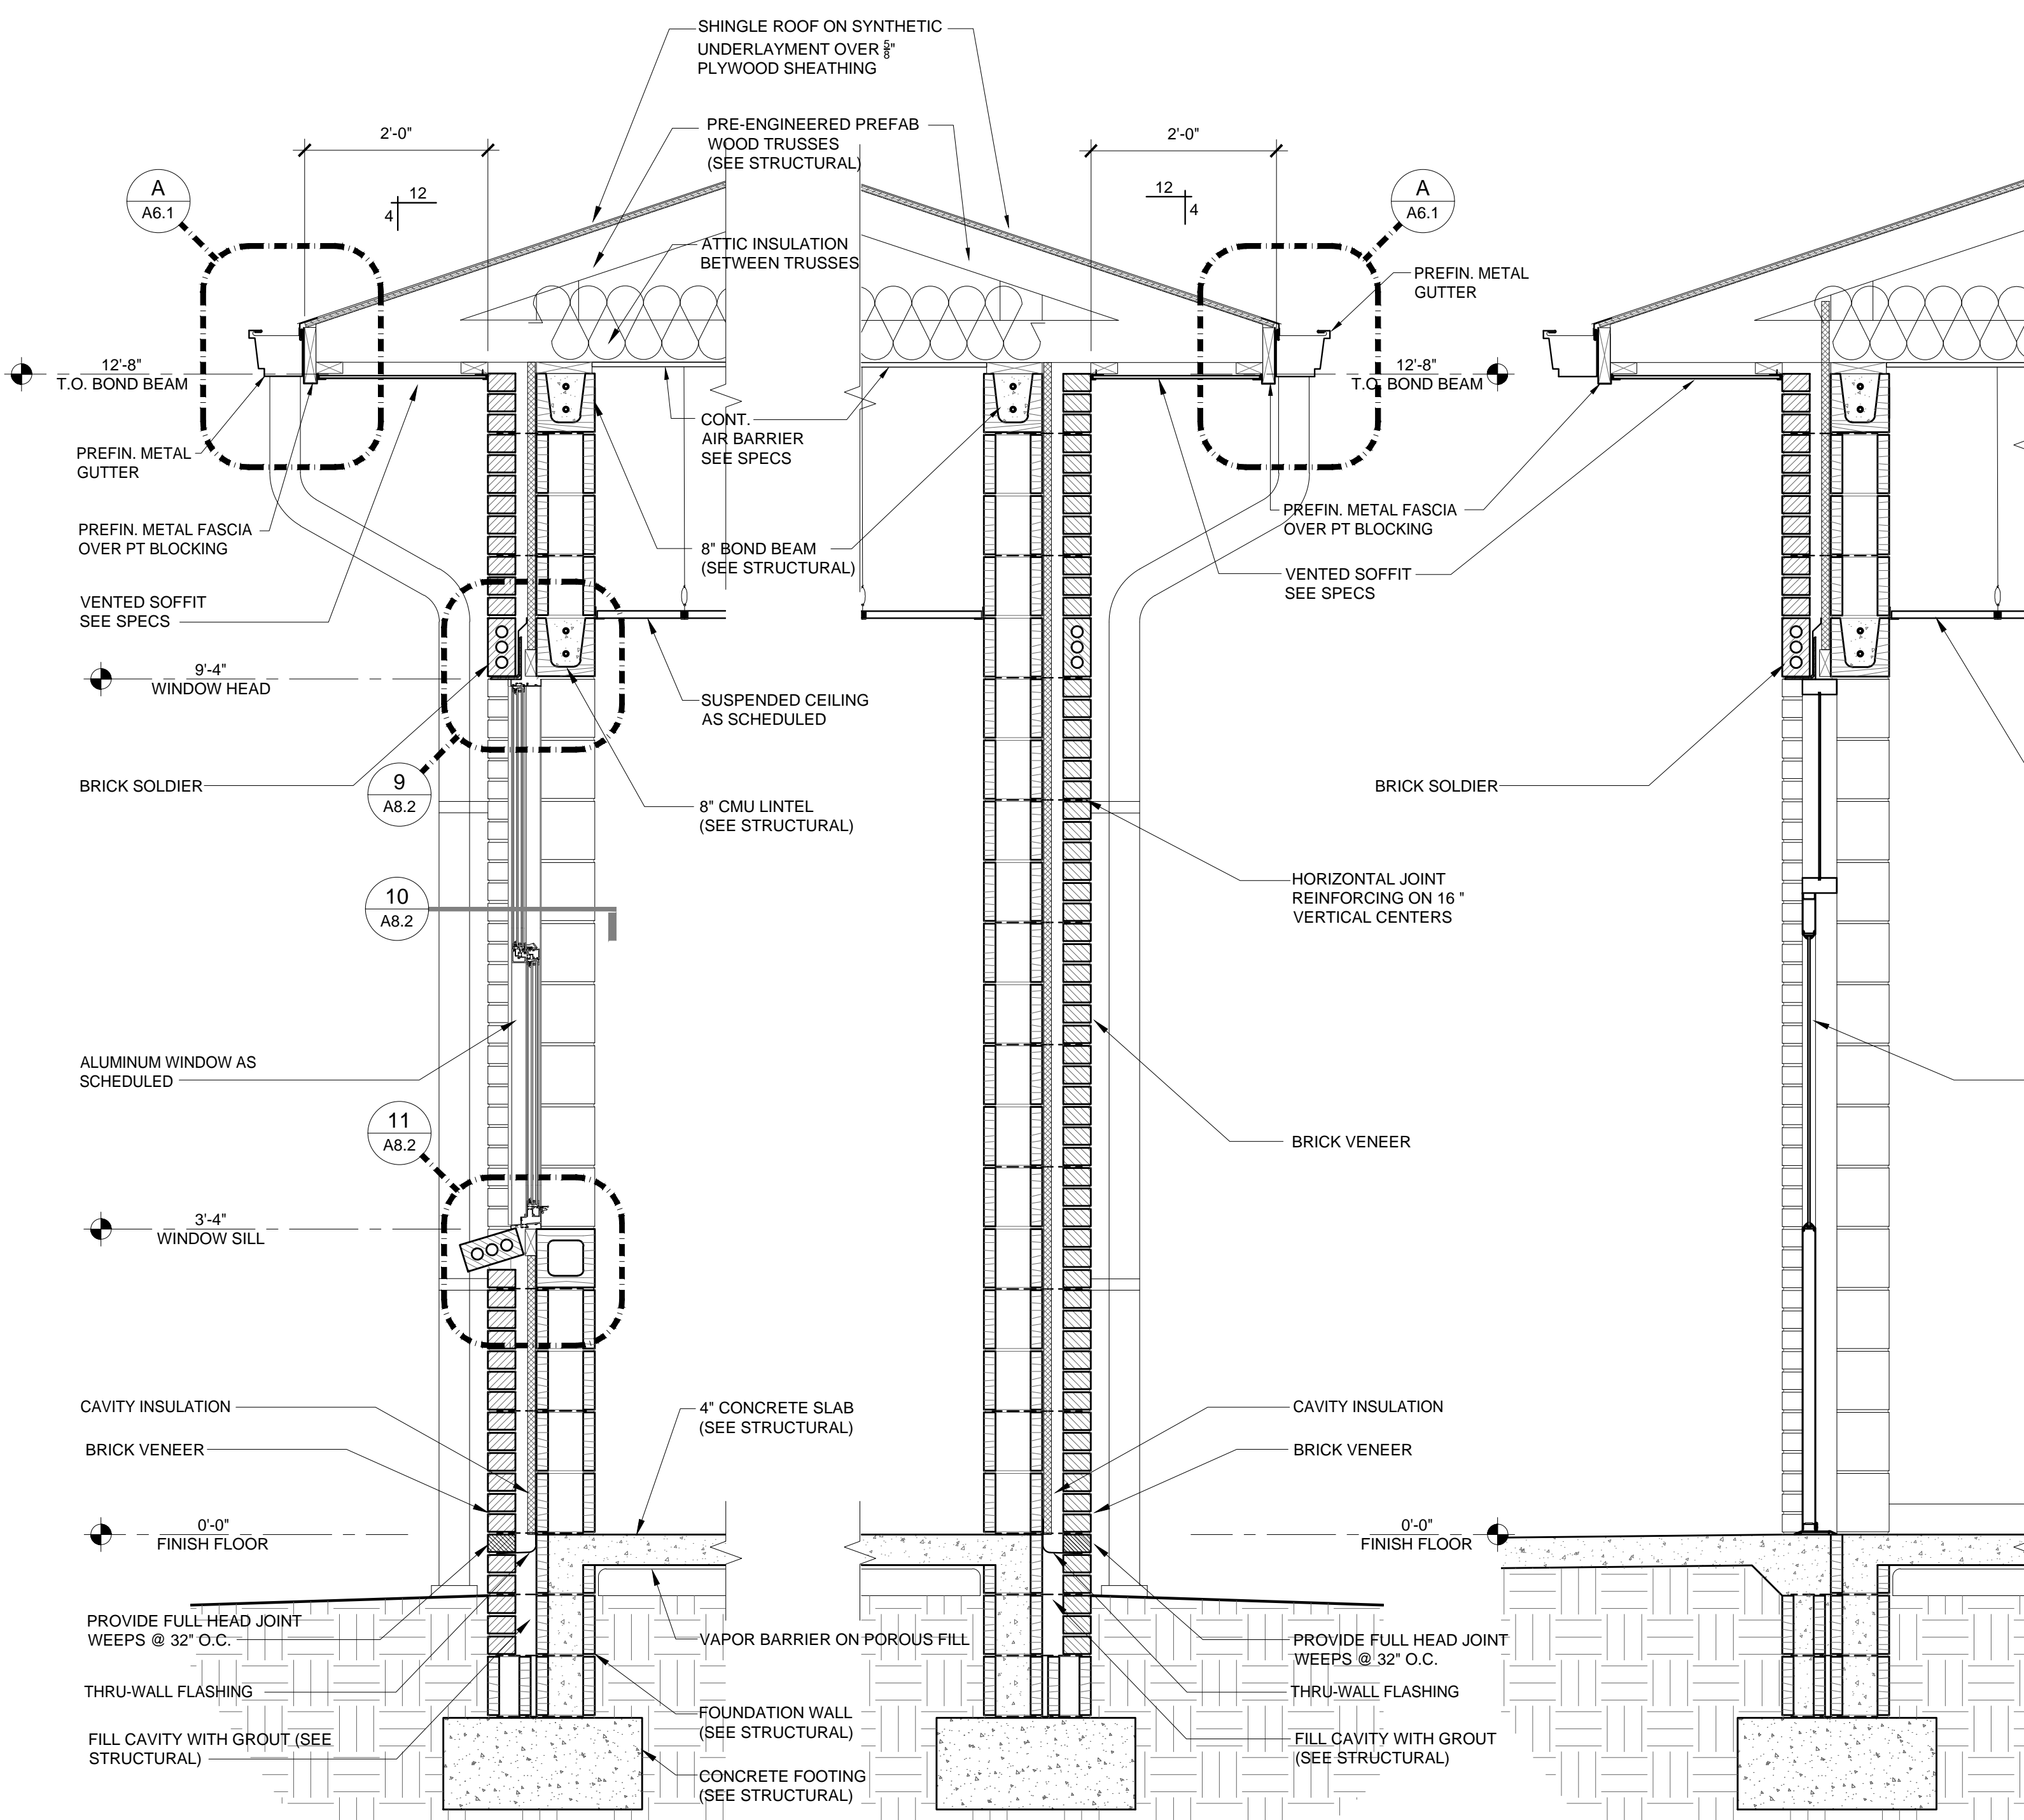 SHINGLE ROOF ON SYNTHETIC
UNDERLAYMENT OVER 5/8"
PLYWOOD SHEATHING
2'-0"
PRE-ENGINEERED PREFAB
WOOD TRUSSES
(SEE STRUCTURAL)
2'-0"
A
A6.1
12
4
12
4
A
A6.1
ATTIC INSULATION
BETWEEN TRUSSES
PREFIN. METAL
GUTTER
12'-8"
T.O. BOND BEAM
12'-8"
T.O. BOND BEAM
CONT.
AIR BARRIER
SEE SPECS
PREFIN. METAL
GUTTER
PREFIN. METAL FASCIA
OVER PT BLOCKING
PREFIN. METAL FASCIA
OVER PT BLOCKING
8" BOND BEAM
(SEE STRUCTURAL)
VENTED SOFFIT
SEE SPECS
VENTED SOFFIT
SEE SPECS
9'-4"
WINDOW HEAD
SUSPENDED CEILING
AS SCHEDULED
BRICK SOLDIER
9
A8.2
8" CMU LINTEL
(SEE STRUCTURAL)
BRICK SOLDIER
10
A8.2
HORIZONTAL JOINT
REINFORCING ON 16 "
VERTICAL CENTERS
ALUMINUM WINDOW AS
SCHEDULED
11
A8.2
BRICK VENEER
3'-4"
WINDOW SILL
CAVITY INSULATION
4" CONCRETE SLAB
(SEE STRUCTURAL)
CAVITY INSULATION
BRICK VENEER
BRICK VENEER
0'-0"
FINISH FLOOR
0'-0"
FINISH FLOOR
PROVIDE FULL HEAD JOINT
WEEPS @ 32" O.C.
VAPOR BARRIER ON POROUS FILL
PROVIDE FULL HEAD JOINT
WEEPS @ 32" O.C.
THRU-WALL FLASHING
THRU-WALL FLASHING
FOUNDATION WALL
(SEE STRUCTURAL)
FILL CAVITY WITH GROUT (SEE
STRUCTURAL)
FILL CAVITY WITH GROUT
(SEE STRUCTURAL)
CONCRETE FOOTING
(SEE STRUCTURAL)